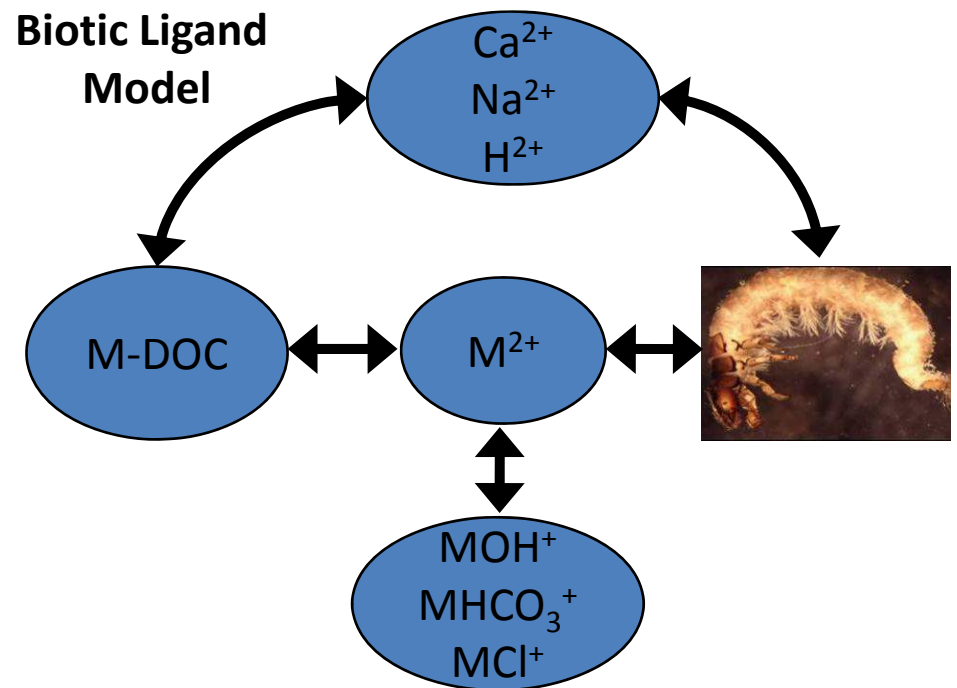 Biotic Ligand
Model
Ca²⁺
Na²⁺
H²⁺
M-DOC
M²⁺
MOH⁺
MHCO₃⁺
MCl⁺